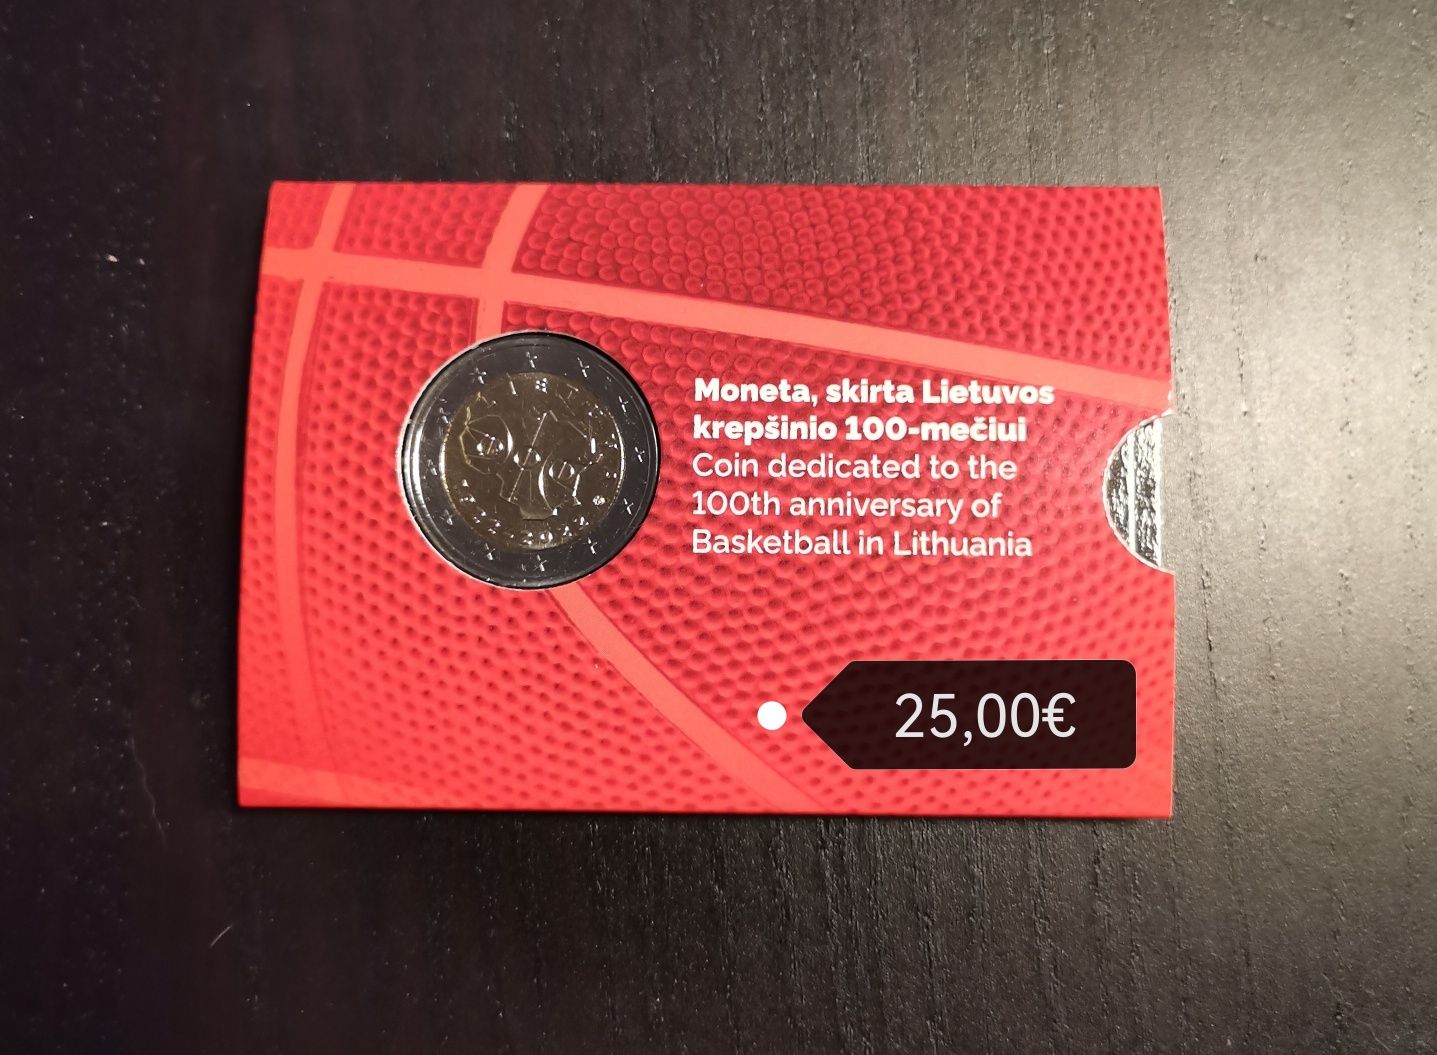 Moneta, skirta Lietuvos
krepšinio 100-mečiui
Coin dedicated to the
100th anniversary of
Basketball in Lithuania
25,00€